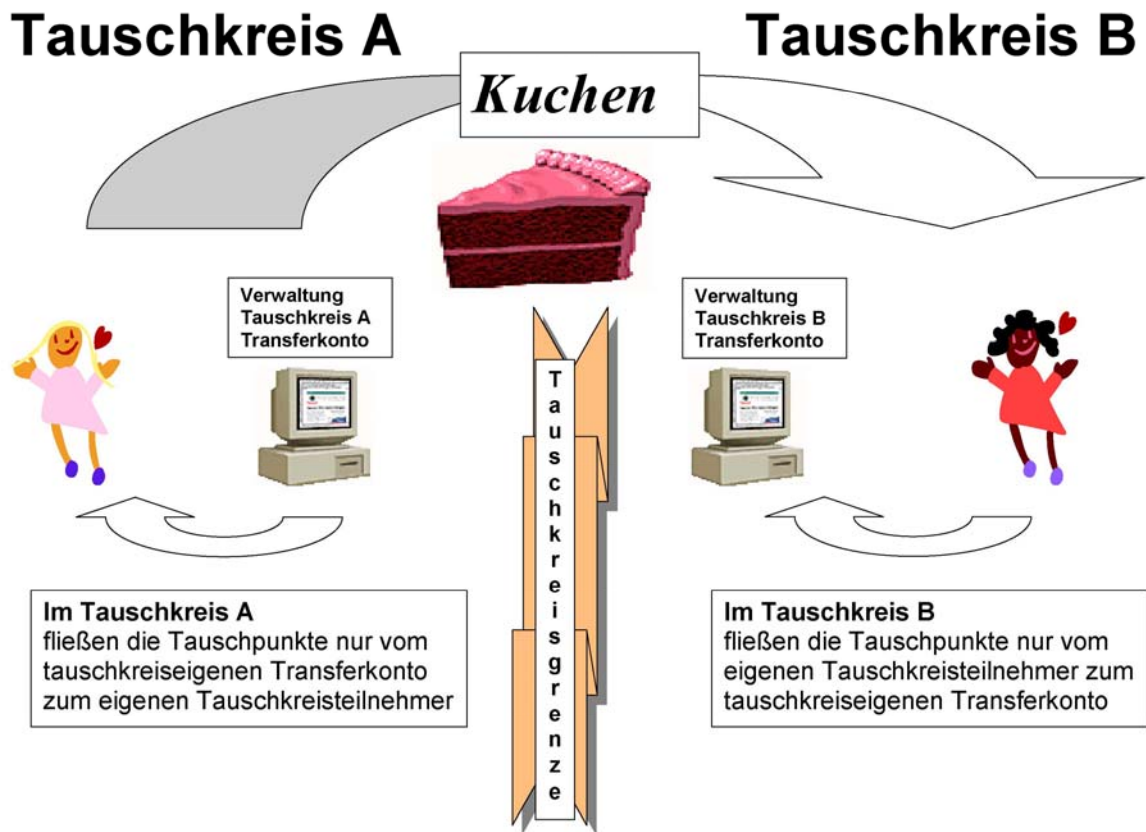 Tauschkreis A
Tauschkreis B
Kuchen
Verwaltung
Tauschkreis A
Transferkonto
Verwaltung
Tauschkreis B
Transferkonto
Tauschkreisgrenze
Im Tauschkreis A
fließen die Tauschpunkte nur vom
tauschkreiseigenen Transferkonto
zum eigenen Tauschkreisteilnehmer
Im Tauschkreis B
fließen die Tauschpunkte nur vom
eigenen Tauschkreisteilnehmer zum
tauschkreiseigenen Transferkonto